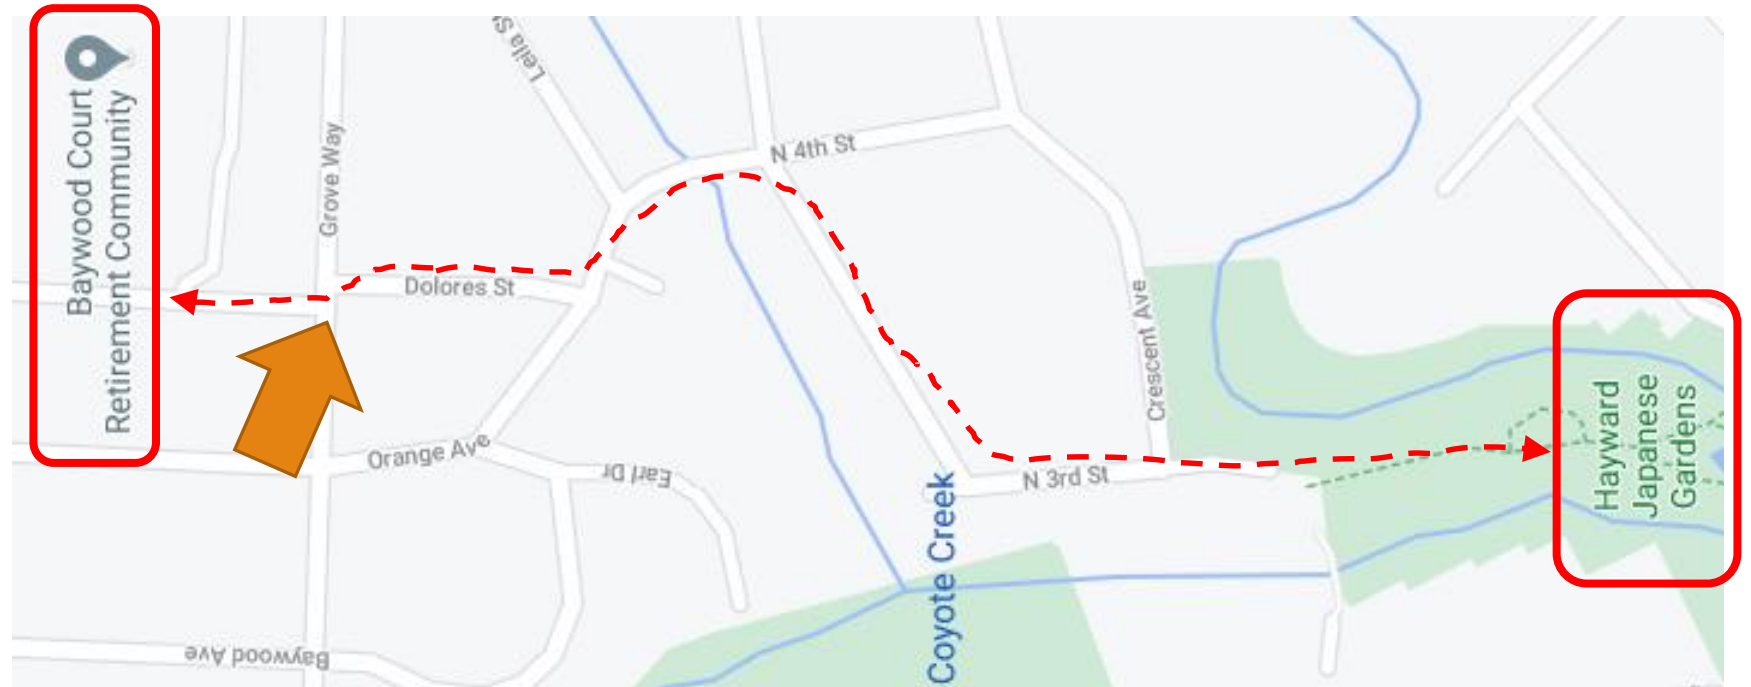 Baywood Court
Retirement Community
Grove Way
Leila St
N 4th St
Dolores St
Crescent Ave
Orange Ave
Earl Dr
N 3rd St
Coyote Creek
Hayward
Japanese
Gardens
Baywood Ave